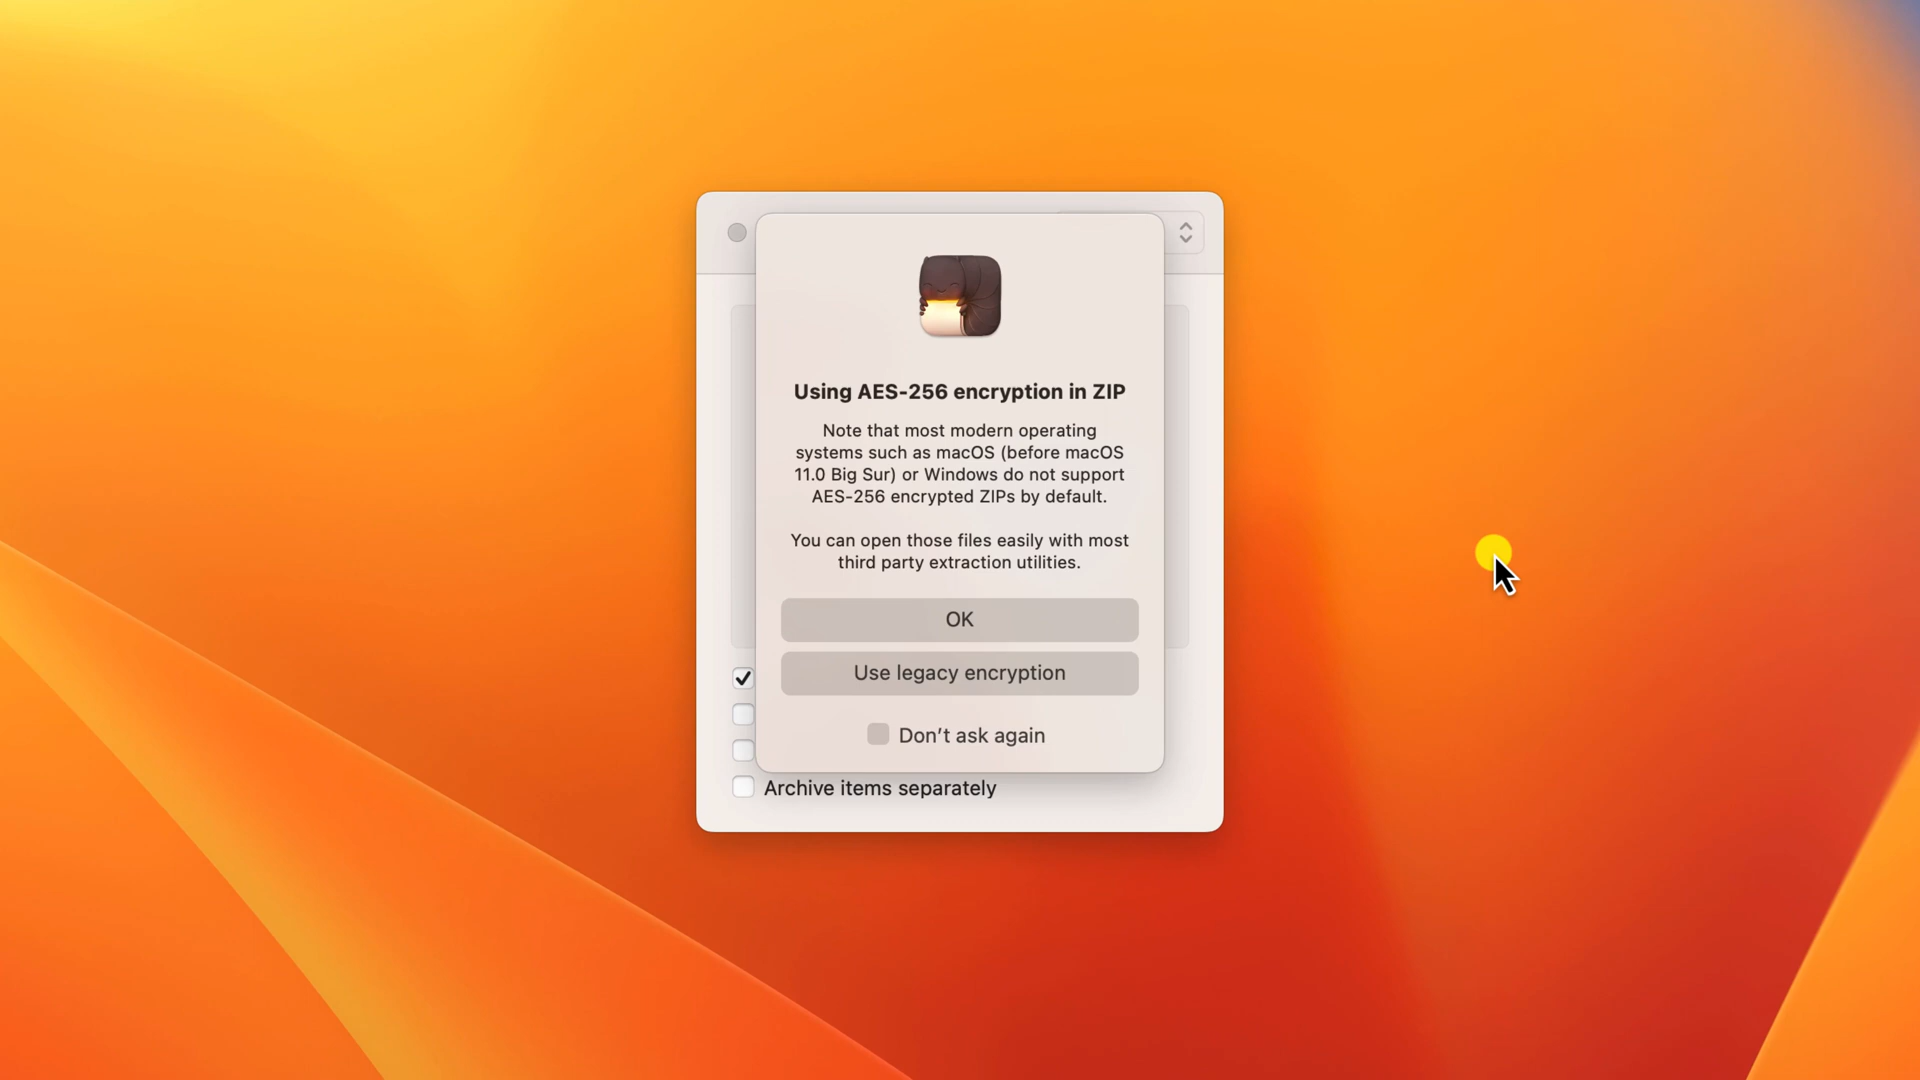 Using AES-256 encryption in ZIP
Note that most modern operating
systems such as macOS (before macOS
11.0 Big Sur) or Windows do not support
AES-256 encrypted ZIPs by default.
You can open those files easily with most
third party extraction utilities.
OK
Use legacy encryption
Don’t ask again
Archive items separately